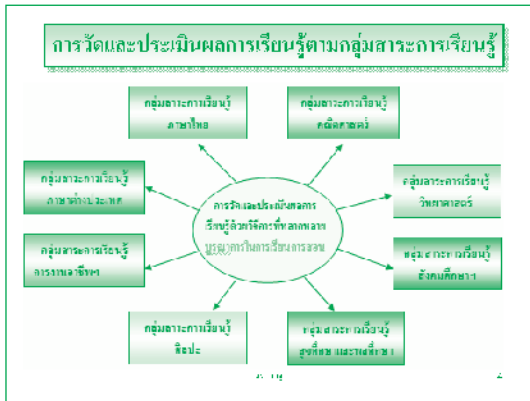 การวัดและประเมินผลการเรียนรู้ตามกลุ่มสาระการเรียนรู้
กลุ่มสาระการเรียนรู้
ภาษาไทย
กลุ่มสาระการเรียนรู้
คณิตศาสตร์
กลุ่มสาระการเรียนรู้
ภาษาต่างประเทศ
การวัดและประเมินผลการ
เรียนรู้ด้วยวิธีการที่หลากหลาย
บูรณาการในการเรียนการสอน
กลุ่มสาระการเรียนรู้
วิทยาศาสตร์
กลุ่มสาระการเรียนรู้
การงานอาชีพฯ
กลุ่มสาระการเรียนรู้
สังคมศึกษาฯ
กลุ่มสาระการเรียนรู้
ศิลปะ
กลุ่มสาระการเรียนรู้
สุขศึกษาและพลศึกษา